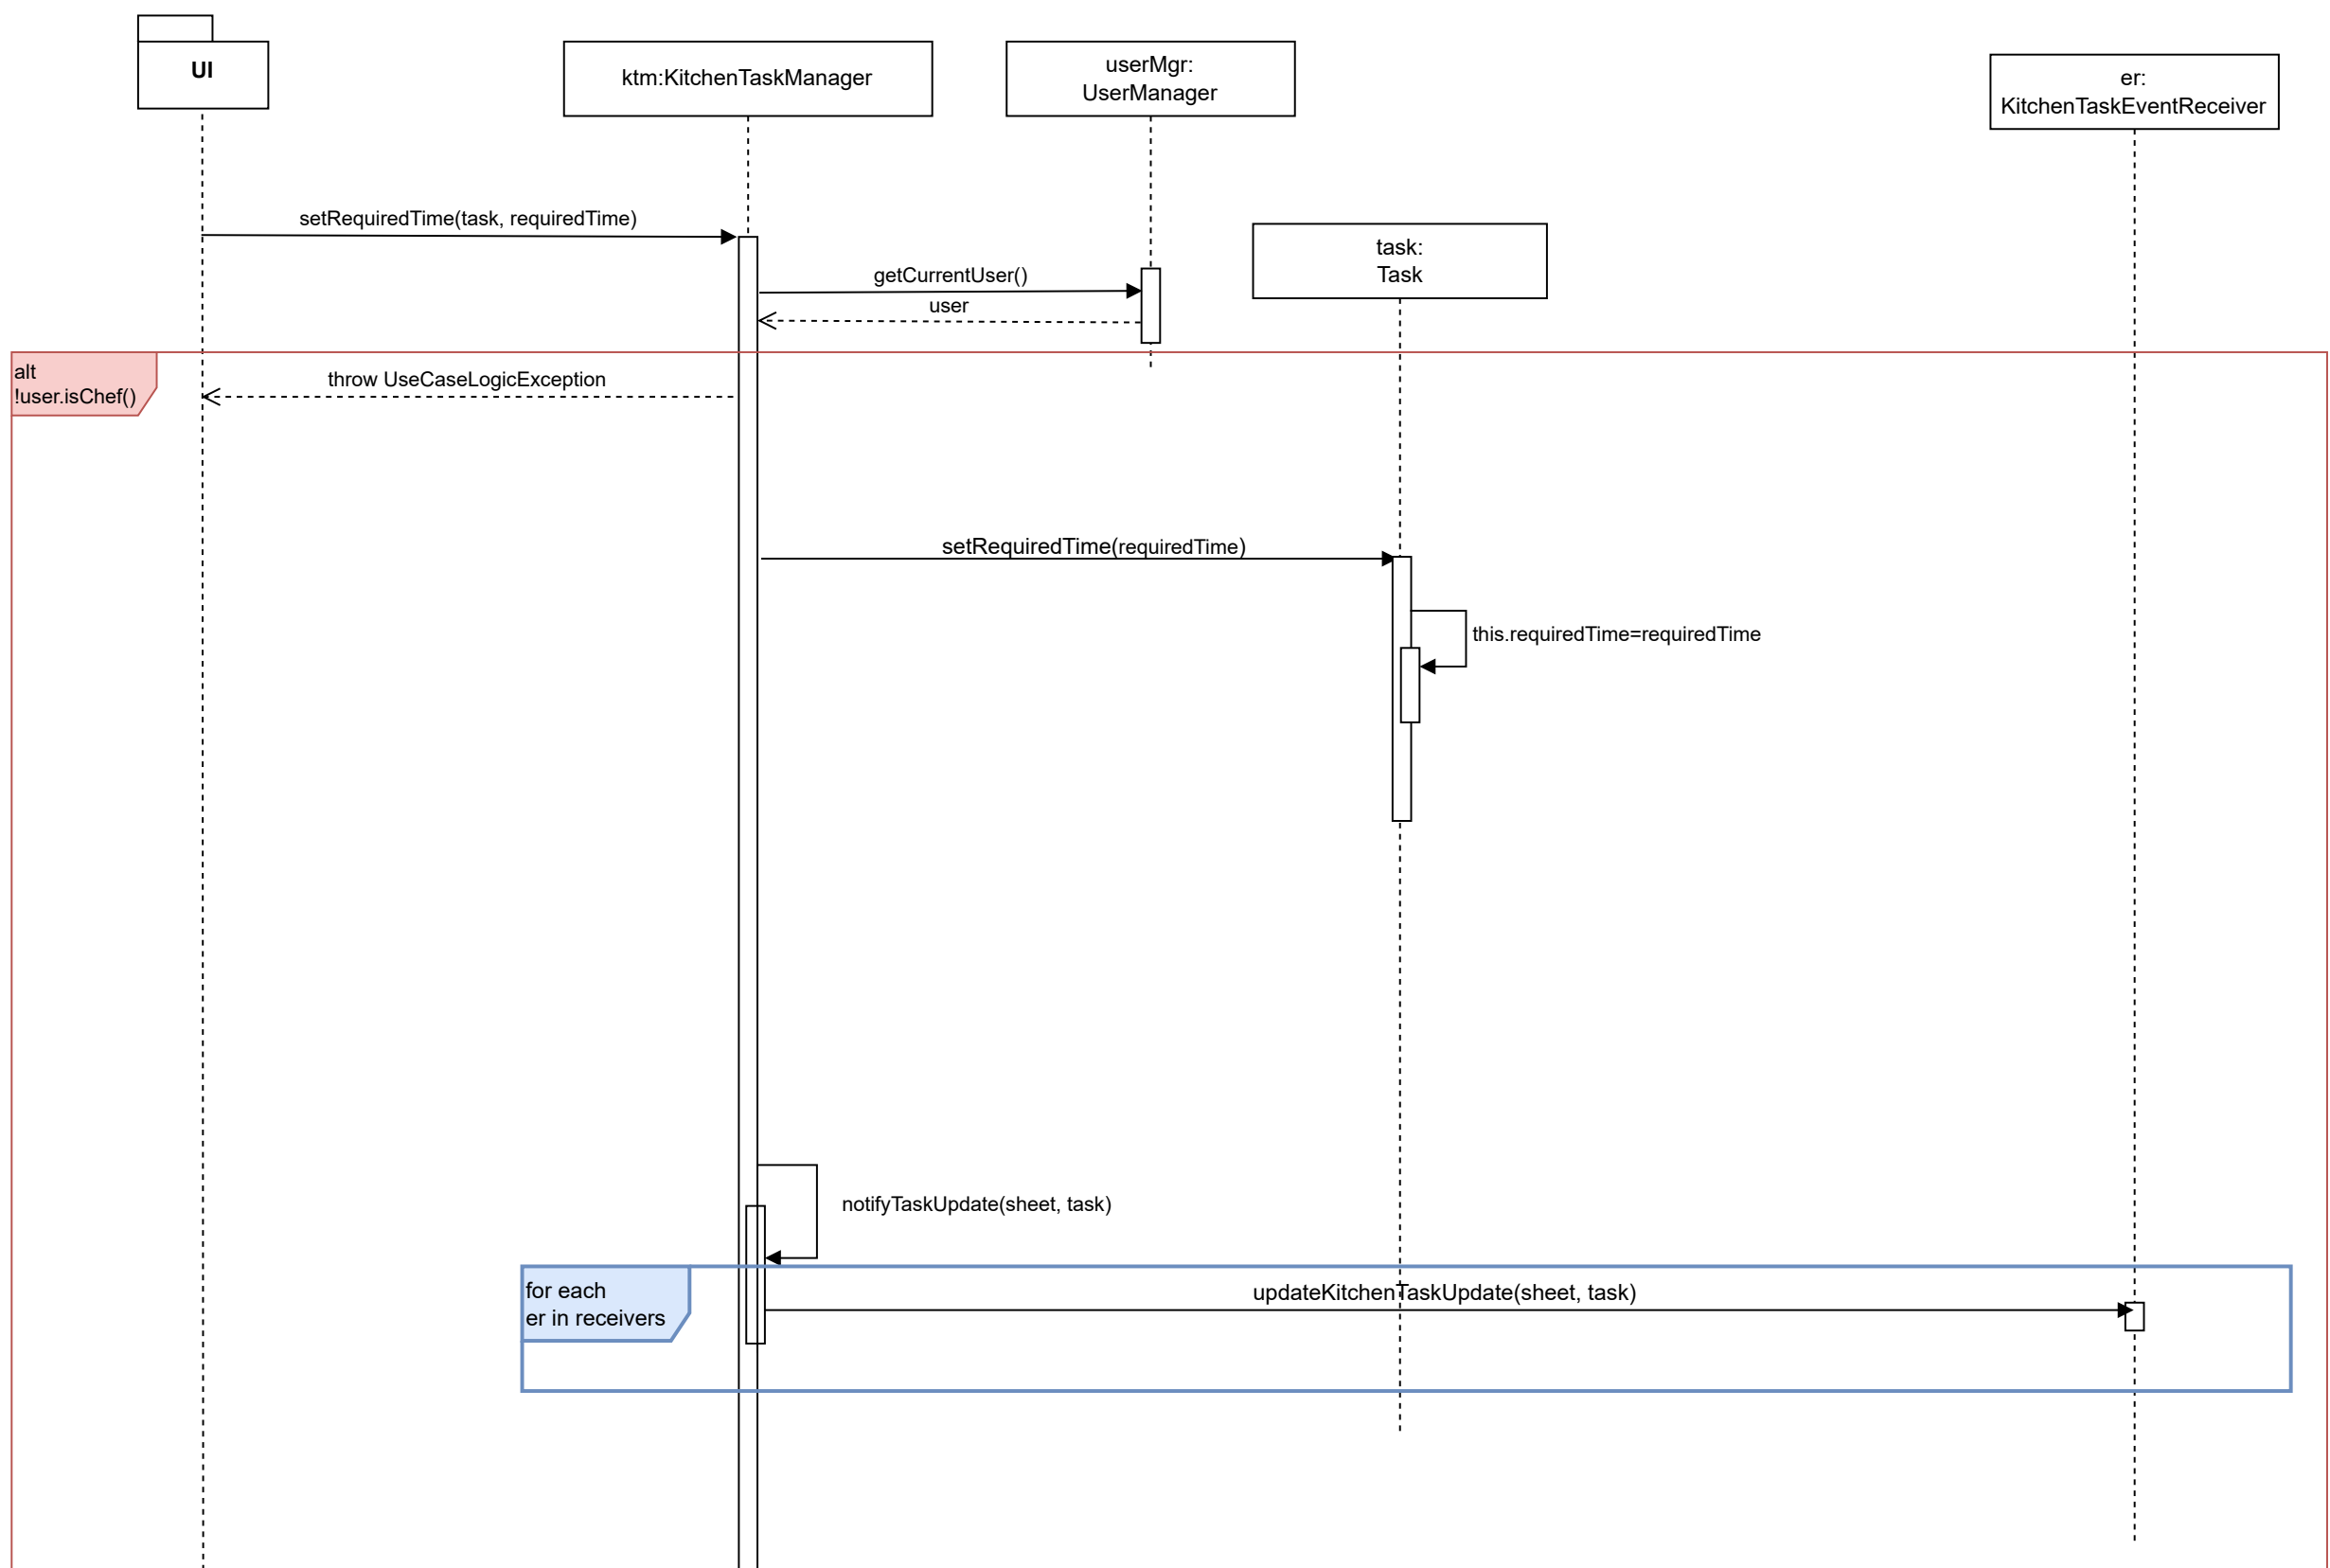 UI
ktm:KitchenTaskManager
userMgr:
UserManager
er:
KitchenTaskEventReceiver
setRequiredTime(task, requiredTime)
task:
Task
getCurrentUser()
user
alt
!user.isChef()
throw UseCaseLogicException
setRequiredTime(requiredTime)
this.requiredTime=requiredTime
notifyTaskUpdate(sheet, task)
for each
er in receivers
updateKitchenTaskUpdate(sheet, task)